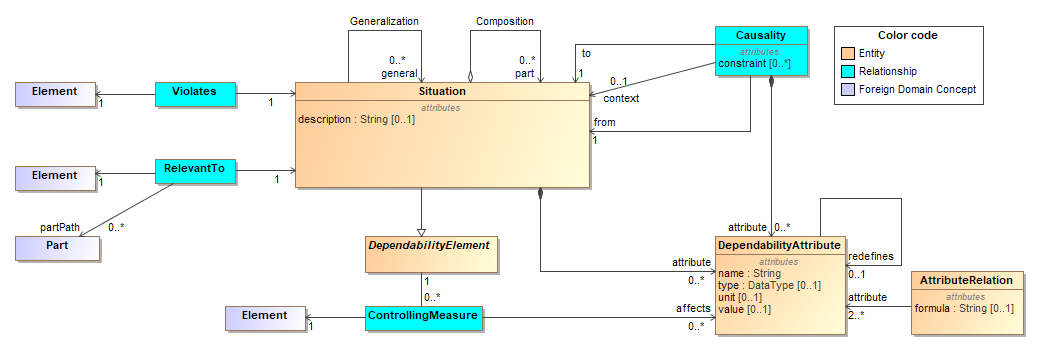 Generalization
Composition
0..*
general
0..*
part
Causality
attributes
constraint [0..*]
Color code
Entity
Relationship
Foreign Domain Concept
to
1
0..1
context
from
1
Element
1
Violates
1
Situation
attributes
description : String [0..1]
Element
1
RelevantTo
1
partPath
0..*
Part
DependabilityElement
1
0..*
attribute
0..*
attribute
0..*
DependabilityAttribute
attributes
name : String
type : DataType [0..1]
unit [0..1]
value [0..1]
redefines
0..1
attribute
2..*
AttributeRelation
attributes
formula : String [0..1]
Element
1
ControllingMeasure
affects
0..*